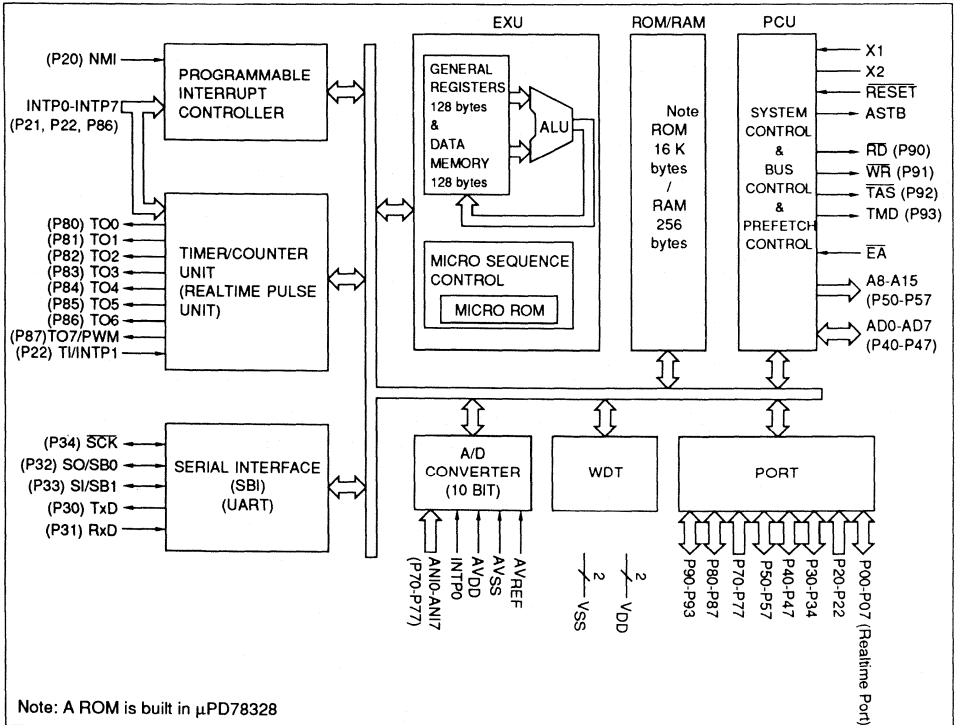 EXU
ROM/RAM
PCU
(P20) NMI
INTP0-INTP7
(P21, P22, P86)
PROGRAMMABLE
INTERRUPT
CONTROLLER
(P80) TO0
(P81) TO1
(P82) TO2
(P83) TO3
(P84) TO4
(P85) TO5
(P86) TO6
(P87)TO7/PWM
(P22) TI/INTP1
TIMER/COUNTER
UNIT
(REALTIME PULSE
UNIT)
(P34) SCK
(P32) SO/SB0
(P33) SI/SB1
(P30) TxD
(P31) RxD
SERIAL INTERFACE
(SBI)
(UART)
GENERAL
REGISTERS
128 bytes
&
DATA
MEMORY
128 bytes
ALU
MICRO SEQUENCE
CONTROL
MICRO ROM
Note
ROM
16 K
bytes
/
RAM
256
bytes
SYSTEM
CONTROL
&
BUS
CONTROL
&
PREFETCH
CONTROL
X1
X2
RESET
ASTB
RD (P90)
WR (P91)
TAS (P92)
TMD (P93)
EA
A8-A15
(P50-P57
AD0-AD7
(P40-P47)
A/D
CONVERTER
(10 BIT)
WDT
PORT
ANI0-ANI7
(P70-P77)
INTP0
AVDD
AVSS
AVREF
2
VSS
2
VDD
P90-P93
P80-P87
P70-P77
P50-P57
P40-P47
P30-P34
P20-P22
P00-P07 (Realtime Port)
Note: A ROM is built in µPD78328